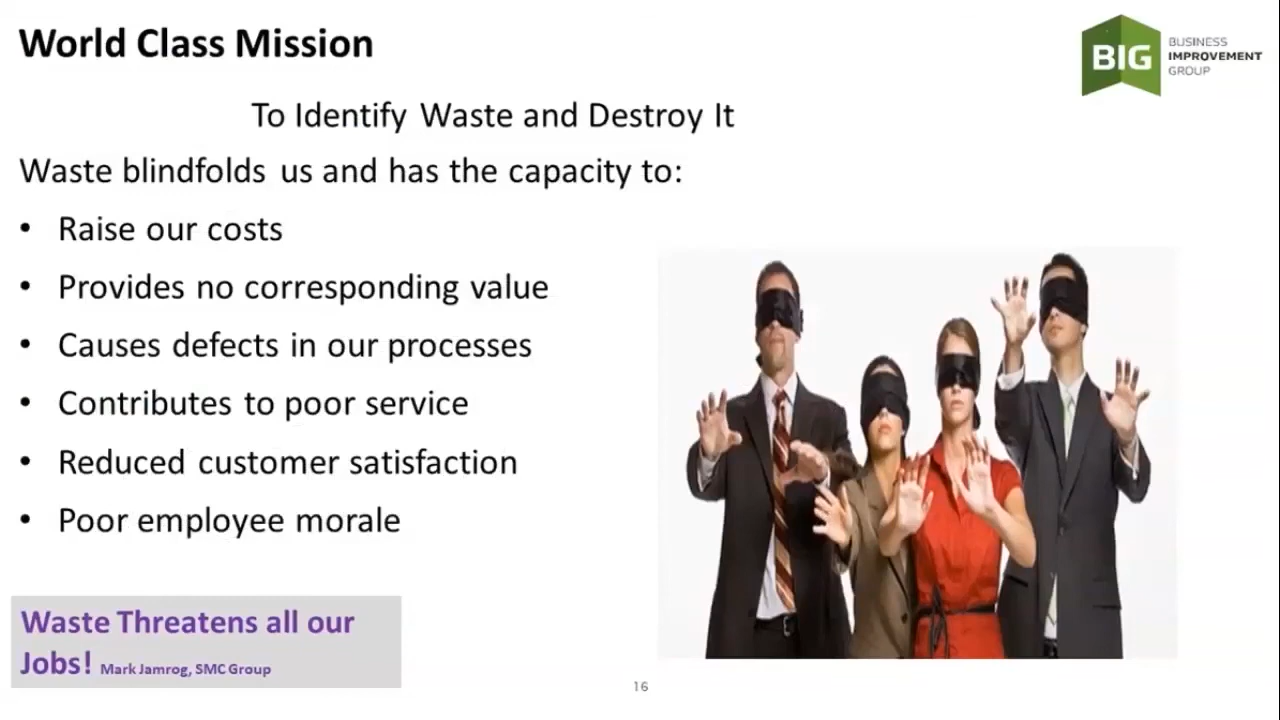 World Class Mission
BIG
BUSINESS
IMPROVEMENT
GROUP
To Identify Waste and Destroy It
Waste blindfolds us and has the capacity to:
• Raise our costs
• Provides no corresponding value
• Causes defects in our processes
• Contributes to poor service
• Reduced customer satisfaction
• Poor employee morale
Waste Threatens all our
Jobs! Mark Jamrog, SMC Group
16